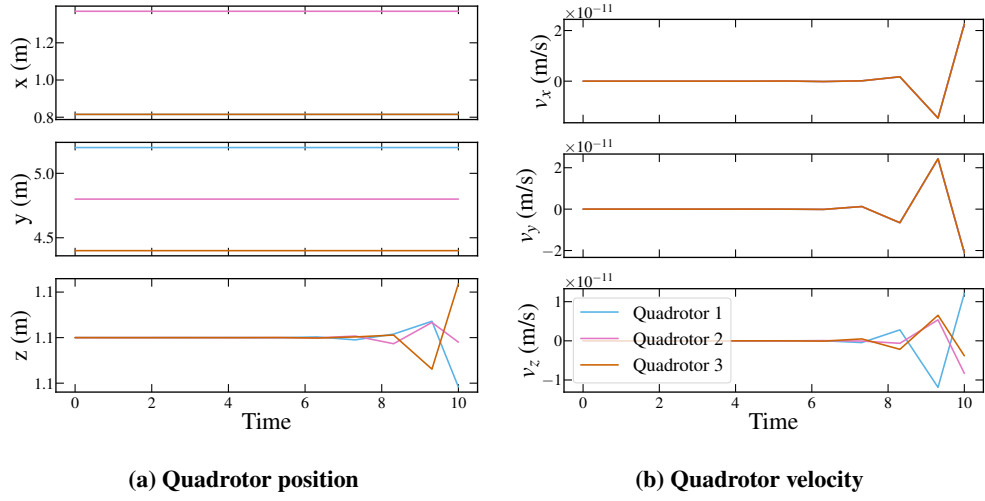 x (m)
1.2
1.0
0.8
y (m)
5.0
4.5
z (m)
1.1
1.1
1.1
0 2 4 6 8 10
Time
(a) Quadrotor position
×10⁻¹¹
v_x (m/s)
2
0
×10⁻¹¹
v_y (m/s)
2
0
−2
×10⁻¹¹
v_z (m/s)
1
0
−1
Quadrotor 1
Quadrotor 2
Quadrotor 3
0 2 4 6 8 10
Time
(b) Quadrotor velocity